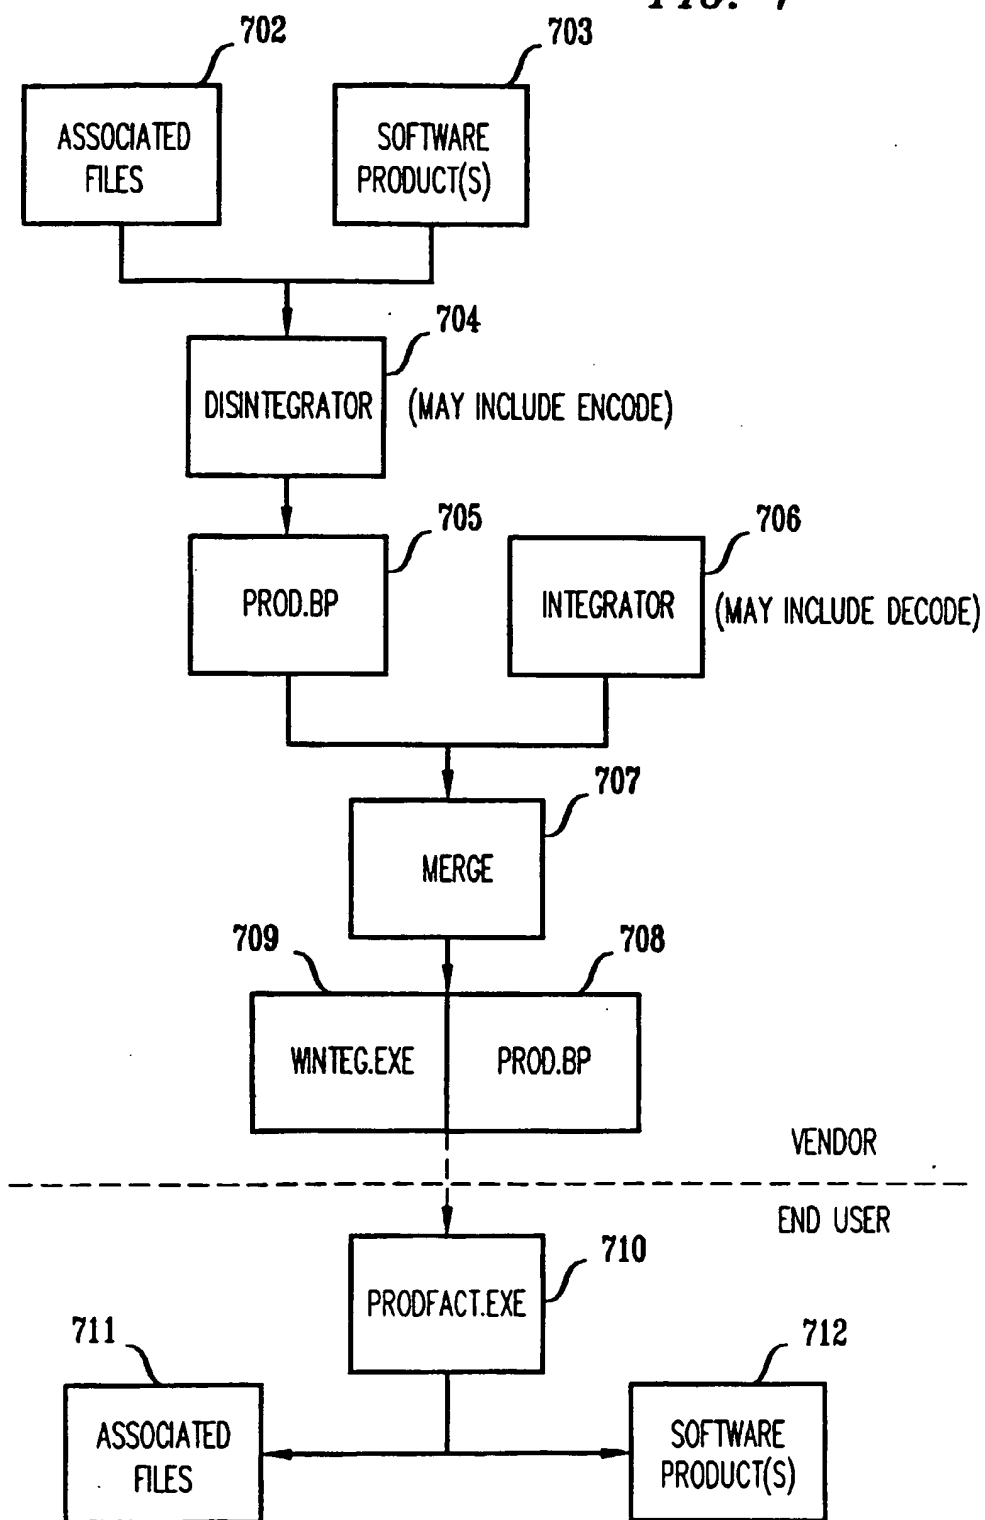 FIG. 7
702
703
ASSOCIATED
FILES
SOFTWARE
PRODUCT(S)
704
DISINTEGRATOR
(MAY INCLUDE ENCODE)
705
706
PROD.BP
INTEGRATOR
(MAY INCLUDE DECODE)
707
MERGE
709
708
WINTEG.EXE
PROD.BP
VENDOR
END USER
710
PRODFACT.EXE
711
712
ASSOCIATED
FILES
SOFTWARE
PRODUCT(S)